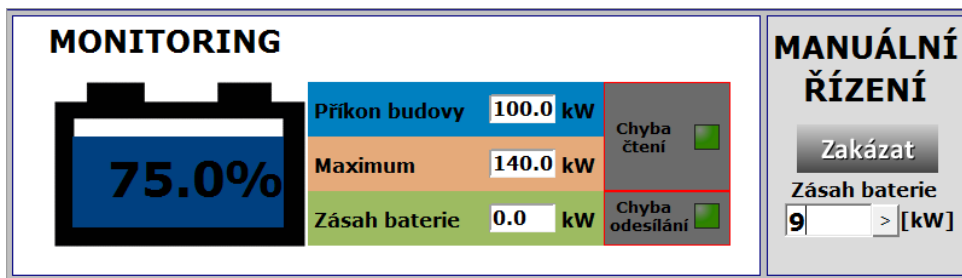 MONITORING
75.0%
Příkon budovy 100.0 kW
Maximum 140.0 kW
Zásah baterie 0.0 kW
Chyba
čtení
Chyba
odesílání
MANUÁLNÍ
ŘÍZENÍ
Zakázat
Zásah baterie
9 > [kW]